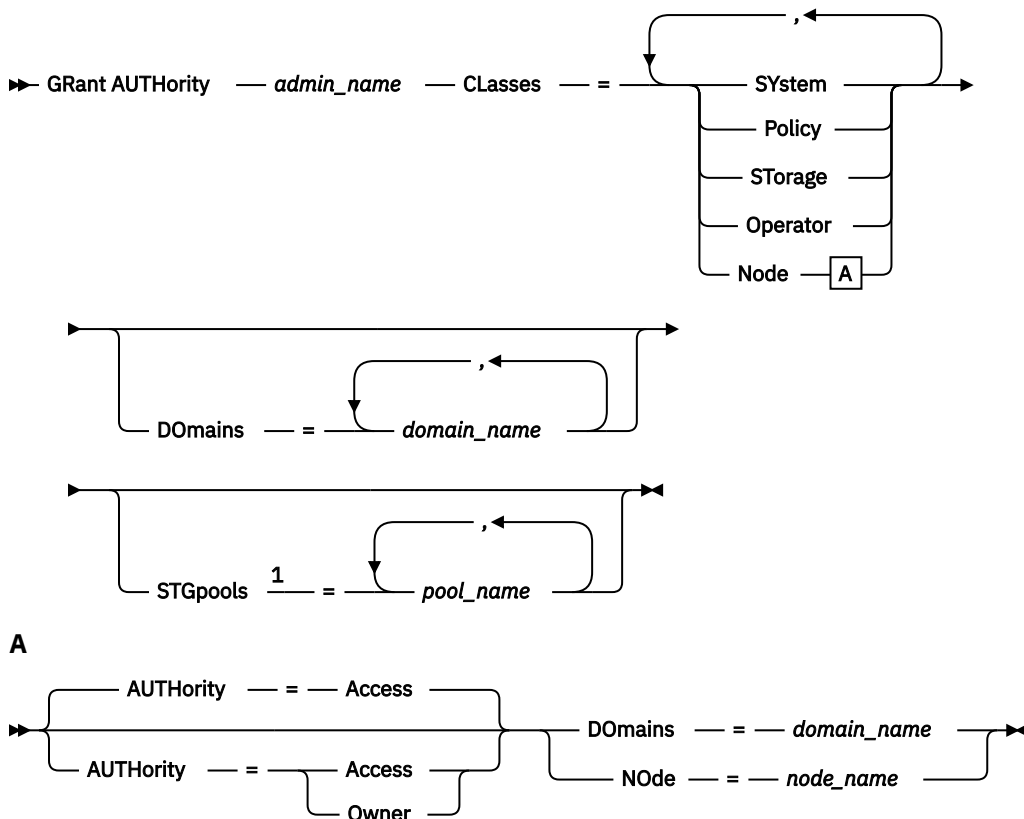 ,
GRant AUTHority admin_name CLasses = SYstem
Policy
STorage
Operator
Node A
,
DOmains = domain_name
,
STGpools 1 = pool_name
A
AUTHority = Access
DOmains = domain_name
AUTHority = Access
NOde = node_name
Owner